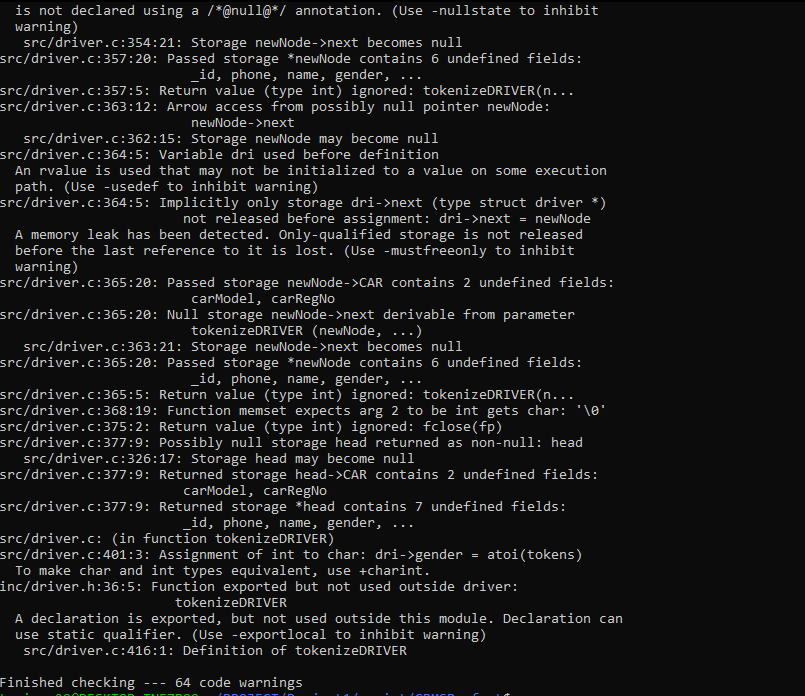 is not declared using a /*@null@*/ annotation. (Use -nullstate to inhibit
warning)
src/driver.c:354:21: Storage newNode->next becomes null
src/driver.c:357:20: Passed storage *newNode contains 6 undefined fields:
_id, phone, name, gender, ...
src/driver.c:357:5: Return value (type int) ignored: tokenizeDRIVER(n...
src/driver.c:363:12: Arrow access from possibly null pointer newNode:
newNode->next
src/driver.c:362:15: Storage newNode may become null
src/driver.c:364:5: Variable dri used before definition
An rvalue is used that may not be initialized to a value on some execution
path. (Use -usedef to inhibit warning)
src/driver.c:364:5: Implicitly only storage dri->next (type struct driver *)
not released before assignment: dri->next = newNode
A memory leak has been detected. Only-qualified storage is not released
before the last reference to it is lost. (Use -mustfreeonly to inhibit
warning)
src/driver.c:365:20: Passed storage newNode->CAR contains 2 undefined fields:
carModel, carRegNo
src/driver.c:365:20: Null storage newNode->next derivable from parameter
tokenizeDRIVER (newNode, ...)
src/driver.c:363:21: Storage newNode->next becomes null
src/driver.c:365:20: Passed storage *newNode contains 6 undefined fields:
_id, phone, name, gender, ...
src/driver.c:365:5: Return value (type int) ignored: tokenizeDRIVER(n...
src/driver.c:368:19: Function memset expects arg 2 to be int gets char: '\0'
src/driver.c:375:2: Return value (type int) ignored: fclose(fp)
src/driver.c:377:9: Possibly null storage head returned as non-null: head
src/driver.c:326:17: Storage head may become null
src/driver.c:377:9: Returned storage head->CAR contains 2 undefined fields:
carModel, carRegNo
src/driver.c:377:9: Returned storage *head contains 7 undefined fields:
_id, phone, name, gender, ...
src/driver.c: (in function tokenizeDRIVER)
src/driver.c:401:3: Assignment of int to char: dri->gender = atoi(tokens)
To make char and int types equivalent, use +charint.
inc/driver.h:36:5: Function exported but not used outside driver:
tokenizeDRIVER
A declaration is exported, but not used outside this module. Declaration can
use static qualifier. (Use -exportlocal to inhibit warning)
src/driver.c:416:1: Definition of tokenizeDRIVER
Finished checking --- 64 code warnings